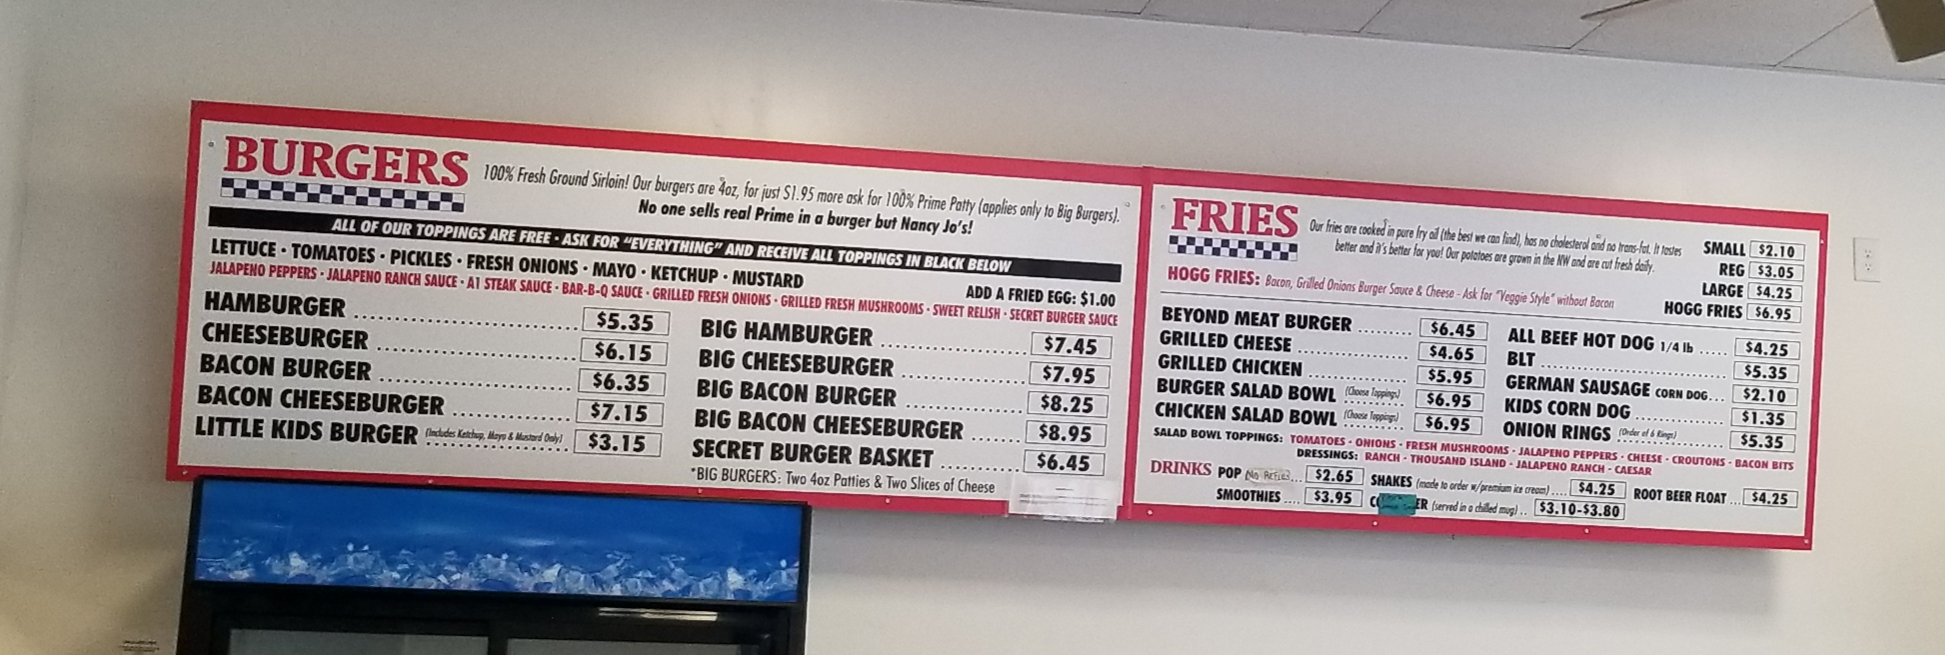 BURGERS
100% Fresh Ground Sirloin! Our burgers are 4oz, for just $1.95 more ask for 100% Prime Patty (applies only to Big Burgers).
No one sells real Prime in a burger but Nancy Jo's!
ALL OF OUR TOPPINGS ARE FREE • ASK FOR "EVERYTHING" AND RECEIVE ALL TOPPINGS IN BLACK BELOW
LETTUCE • TOMATOES • PICKLES • FRESH ONIONS • MAYO • KETCHUP • MUSTARD
ADD A FRIED EGG: $1.00
JALAPENO PEPPERS • JALAPENO RANCH SAUCE • A1 STEAK SAUCE • BAR-B-Q SAUCE • GRILLED FRESH ONIONS • GRILLED FRESH MUSHROOMS • SWEET RELISH • SECRET BURGER SAUCE
HAMBURGER $5.35
CHEESEBURGER $6.15
BACON BURGER $6.35
BACON CHEESEBURGER $7.15
LITTLE KIDS BURGER (Includes Ketchup, Mayo & Mustard Only) $3.15
BIG HAMBURGER $7.45
BIG CHEESEBURGER $7.95
BIG BACON BURGER $8.25
BIG BACON CHEESEBURGER $8.95
SECRET BURGER BASKET $6.45
*BIG BURGERS: Two 4oz Patties & Two Slices of Cheese
FRIES
Our fries are cooked in pure fry oil (the best we can find), has no cholesterol and no trans-fat. It tastes
better and it's better for you! Our potatoes are grown in the NW and are cut fresh daily.
SMALL $2.10
REG $3.05
LARGE $4.25
HOGG FRIES $6.95
HOGG FRIES: Bacon, Grilled Onions Burger Sauce & Cheese - Ask for "Veggie Style" without Bacon
BEYOND MEAT BURGER $6.45
GRILLED CHEESE $4.65
GRILLED CHICKEN $5.95
BURGER SALAD BOWL (Choose Toppings) $6.95
CHICKEN SALAD BOWL (Choose Toppings) $6.95
ALL BEEF HOT DOG 1/4 lb $4.25
BLT $5.35
GERMAN SAUSAGE CORN DOG $2.10
KIDS CORN DOG $1.35
ONION RINGS (Order of 6 Rings) $5.35
SALAD BOWL TOPPINGS: TOMATOES • ONIONS • FRESH MUSHROOMS • JALAPENO PEPPERS • CHEESE • CROUTONS • BACON BITS
DRESSINGS: RANCH • THOUSAND ISLAND • JALAPENO RANCH • CAESAR
DRINKS
POP (NO REFILLS) $2.65
SMOOTHIES $3.95
SHAKES (made to order w/premium ice cream) $4.25
ER (served in a chilled mug) $3.10-$3.80
ROOT BEER FLOAT $4.25